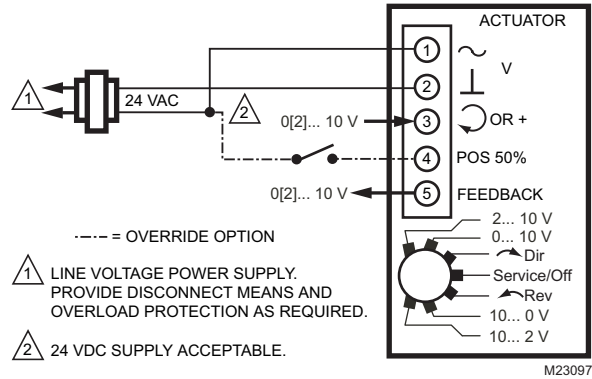 ACTUATOR
1
V
2
24 VAC
1
2
0[2]... 10 V
3
OR +
4
POS 50%
0[2]... 10 V
5
FEEDBACK
2... 10 V
0... 10 V
Dir
Service/Off
Rev
10... 0 V
10... 2 V
= OVERRIDE OPTION
1 LINE VOLTAGE POWER SUPPLY.
PROVIDE DISCONNECT MEANS AND
OVERLOAD PROTECTION AS REQUIRED.
2 24 VDC SUPPLY ACCEPTABLE.
M23097